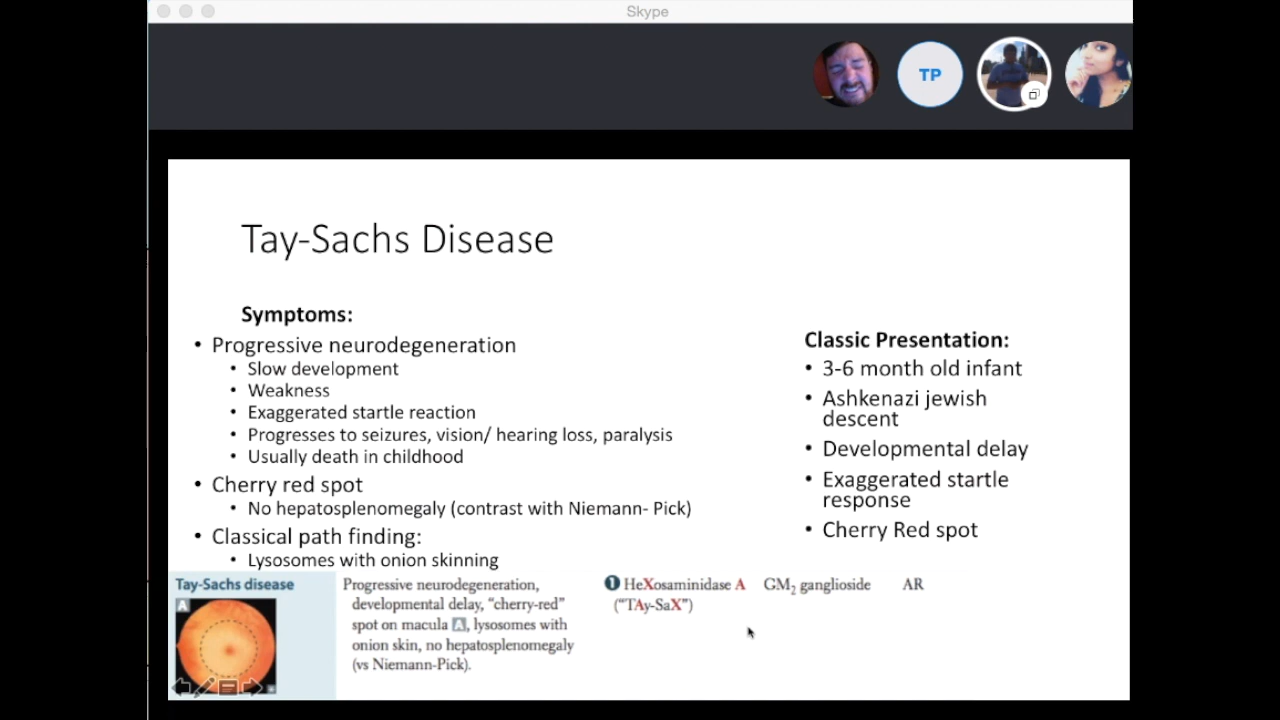 Skype
TP
Tay-Sachs Disease
Symptoms:
• Progressive neurodegeneration
• Slow development
• Weakness
• Exaggerated startle reaction
• Progresses to seizures, vision/ hearing loss, paralysis
• Usually death in childhood
• Cherry red spot
• No hepatosplenomegaly (contrast with Niemann- Pick)
• Classical path finding:
• Lysosomes with onion skinning
Classic Presentation:
• 3-6 month old infant
• Ashkenazi jewish
descent
• Developmental delay
• Exaggerated startle
response
• Cherry Red spot
Tay-Sachs disease
A
Progressive neurodegeneration,
developmental delay, “cherry-red”
spot on macula A, lysosomes with
onion skin, no hepatosplenomegaly
(vs Niemann-Pick).
1 HeXosaminidase A
(“TAy-SaX”)
GM2 ganglioside
AR